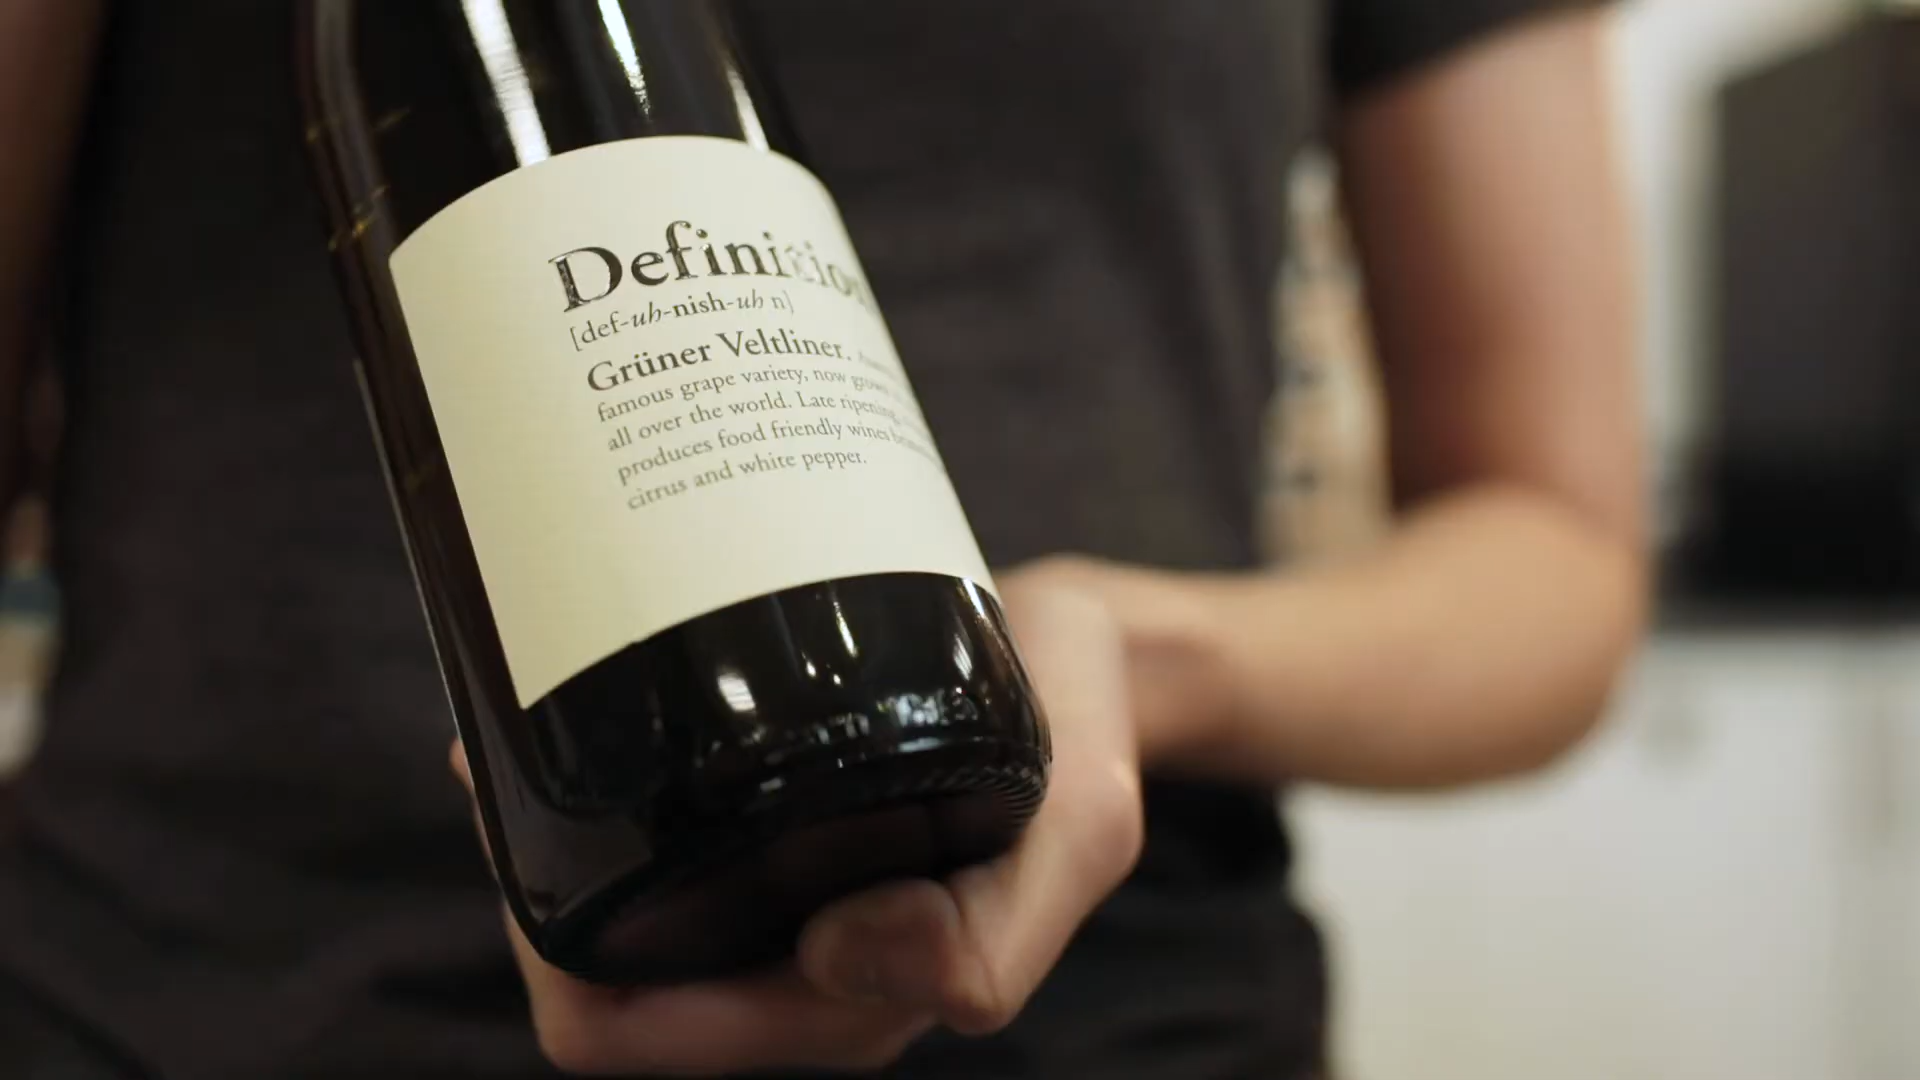 Definition
[def-uh-nish-uh n]
Grüner Veltliner.
famous grape variety, now grown
all over the world. Late ripening,
produces food friendly wines
citrus and white pepper.